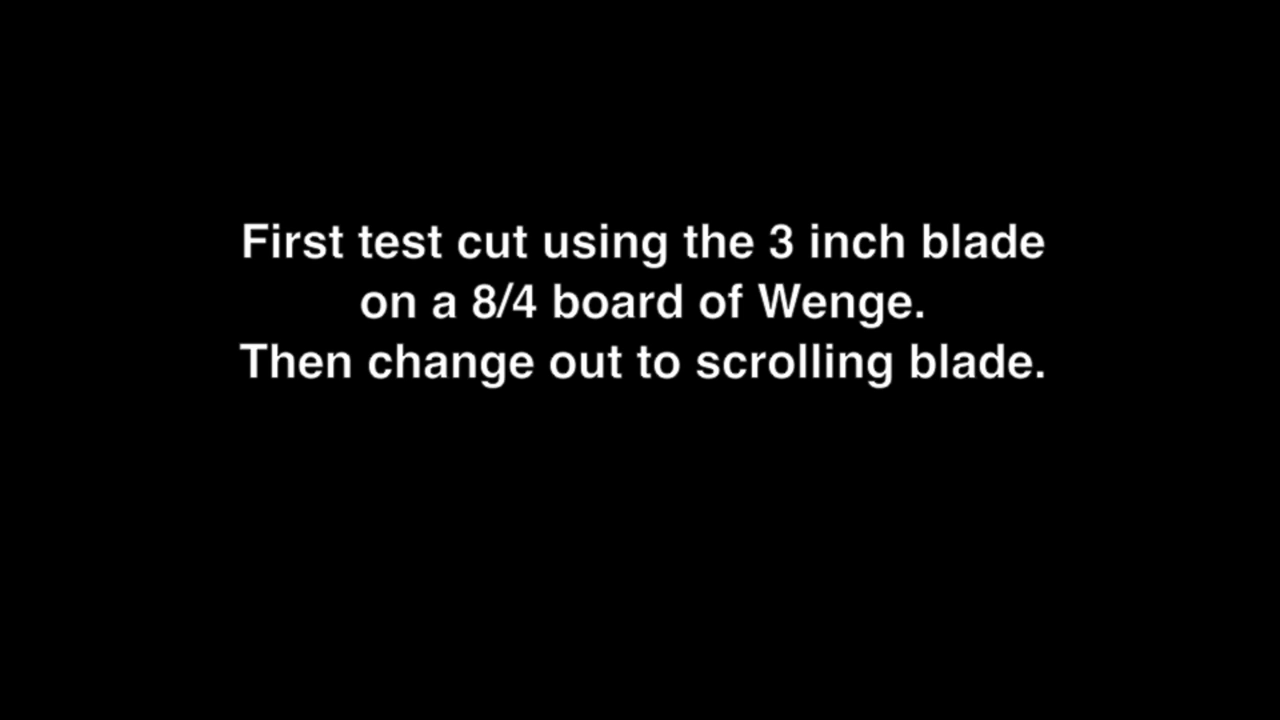 First test cut using the 3 inch blade
on a 8/4 board of Wenge.
Then change out to scrolling blade.